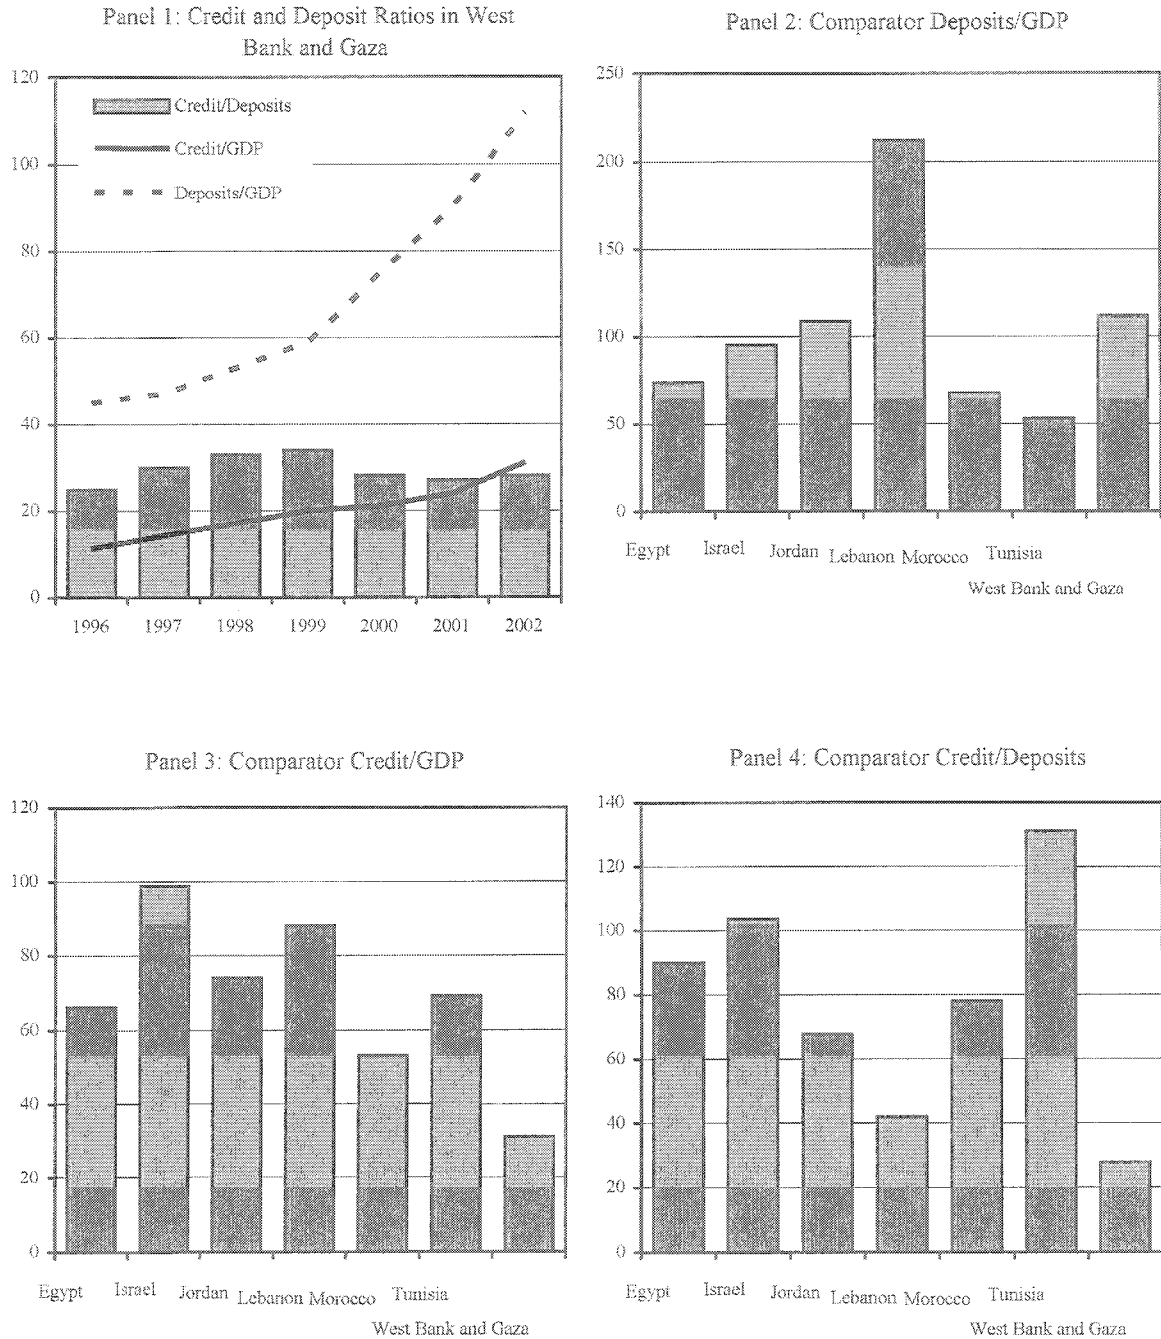 Panel 1: Credit and Deposit Ratios in West
Bank and Gaza
120
100
80
60
40
20
0
Credit/Deposits
Credit/GDP
Deposits/GDP
1996 1997 1998 1999 2000 2001 2002
Panel 2: Comparator Deposits/GDP
250
200
150
100
50
0
Egypt Israel Jordan Lebanon Morocco Tunisia
West Bank and Gaza
Panel 3: Comparator Credit/GDP
120
100
80
60
40
20
0
Egypt Israel Jordan Lebanon Morocco Tunisia
West Bank and Gaza
Panel 4: Comparator Credit/Deposits
140
120
100
80
60
40
20
0
Egypt Israel Jordan Lebanon Morocco Tunisia
West Bank and Gaza